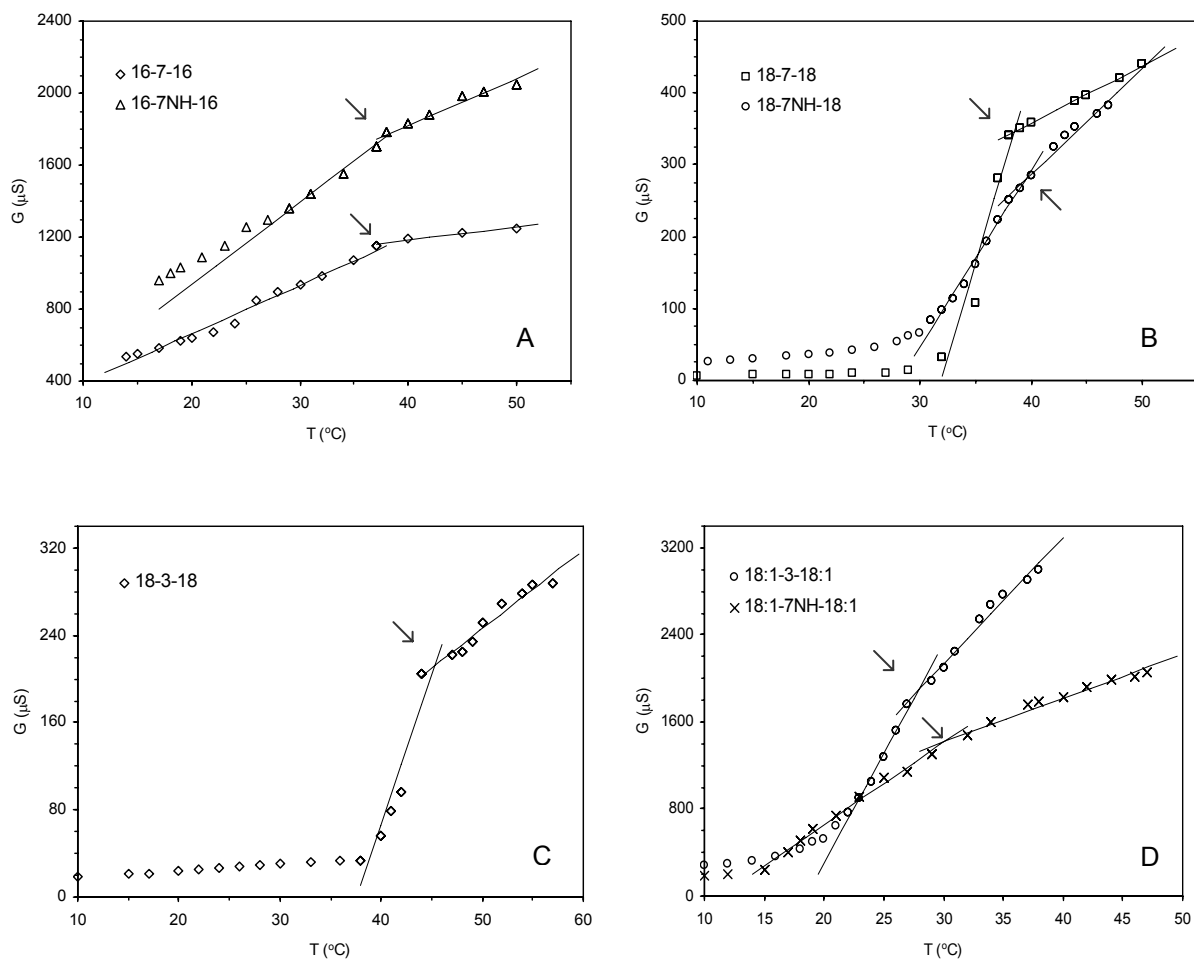 2400
2000
1600
1200
800
400
G (µS)
16-7-16
16-7NH-16
A
10 20 30 40 50
T (°C)
500
400
300
200
100
0
G (µS)
18-7-18
18-7NH-18
B
10 20 30 40 50
T (°C)
320
240
160
80
0
G (µS)
18-3-18
C
10 20 30 40 50 60
T (°C)
3200
2400
1600
800
0
G (µS)
18:1-3-18:1
18:1-7NH-18:1
D
10 15 20 25 30 35 40 45 50
T (°C)